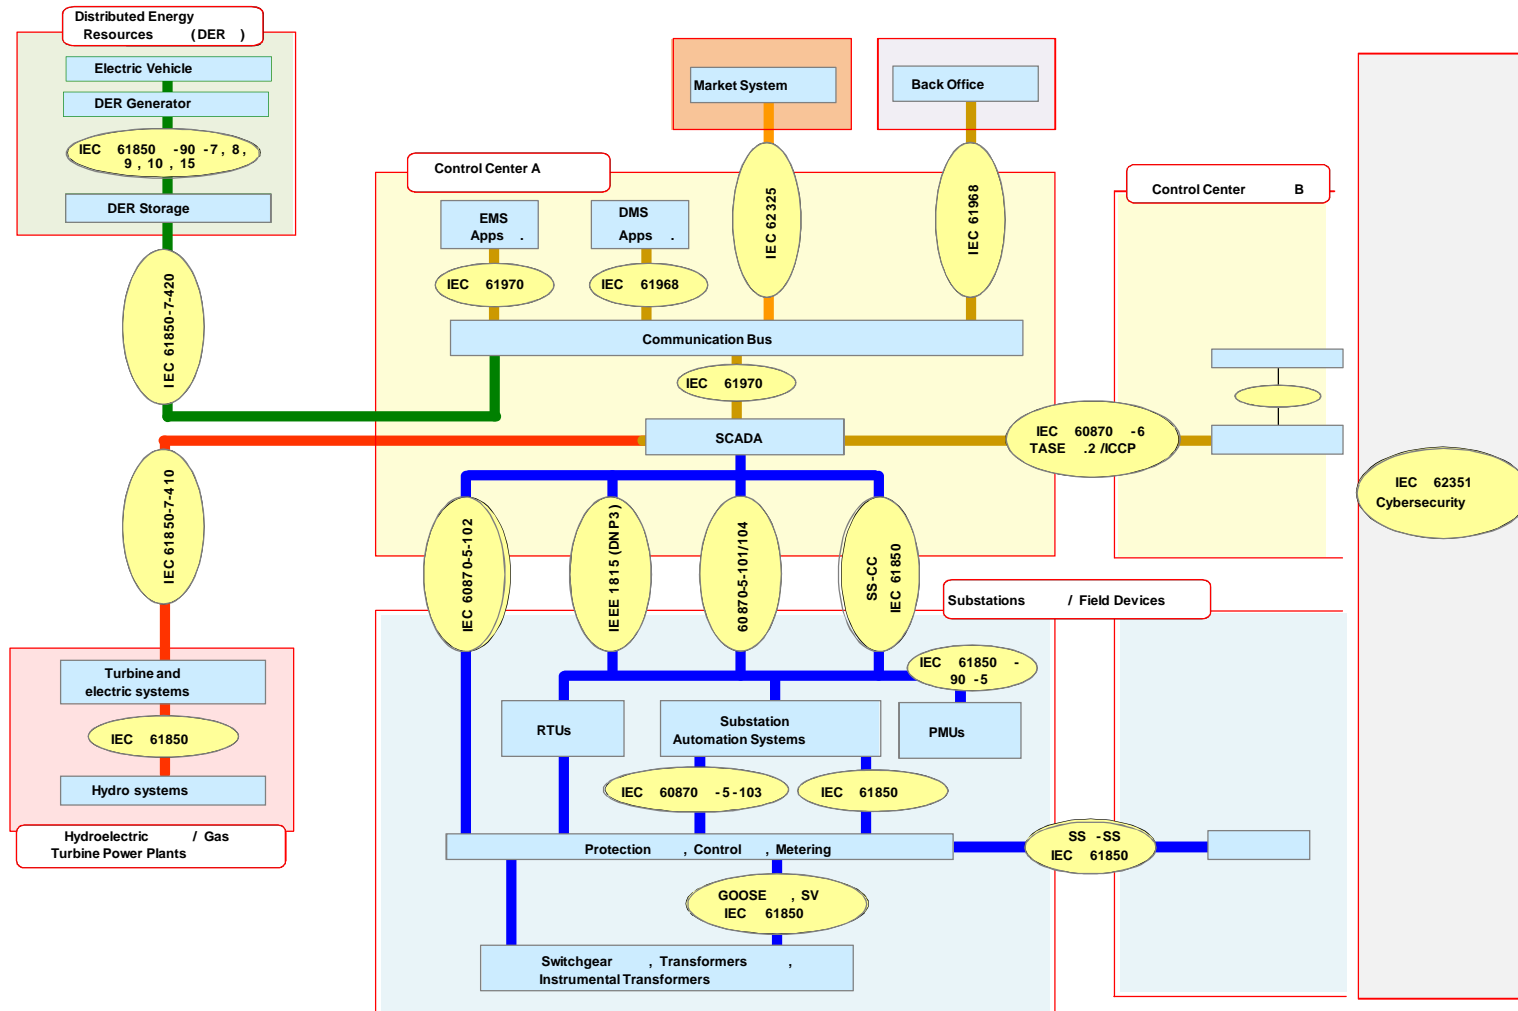 Distributed Energy
Resources (DER )
Electric Vehicle
DER Generator
IEC 61850 -90 -7 , 8 ,
9 , 10 , 15
DER Storage
IEC 61850-7-420
Market System
Back Office
IEC 62325
IEC 61968
Control Center A
EMS
Apps .
DMS
Apps .
IEC 61970
IEC 61968
Communication Bus
IEC 61970
SCADA
Control Center B
IEC 60870 -6
TASE .2 /ICCP
IEC 62351
Cybersecurity
IEC 61850-7-410
IEC 60870-5-102
IEEE 1815 (DNP3)
60870-5-101/104
SS-CC
IEC 61850
Substations / Field Devices
IEC 61850 -
90 -5
Turbine and
electric systems
IEC 61850
Hydro systems
Hydroelectric / Gas
Turbine Power Plants
RTUs
Substation
Automation Systems
PMUs
IEC 60870 -5 -103
IEC 61850
Protection , Control , Metering
SS -SS
IEC 61850
GOOSE , SV
IEC 61850
Switchgear , Transformers ,
Instrumental Transformers